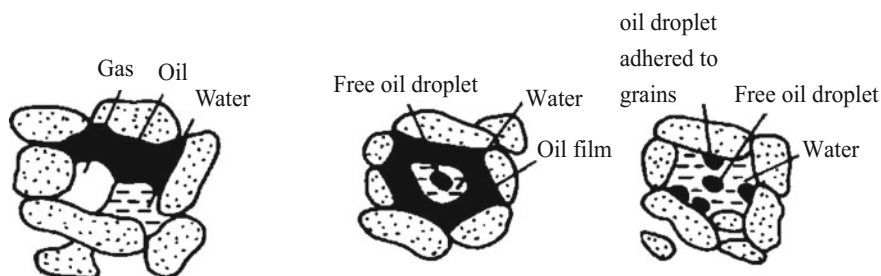 Gas
Oil
Water
Free oil droplet
Water
Oil film
oil droplet
adhered to
grains
Free oil droplet
Water